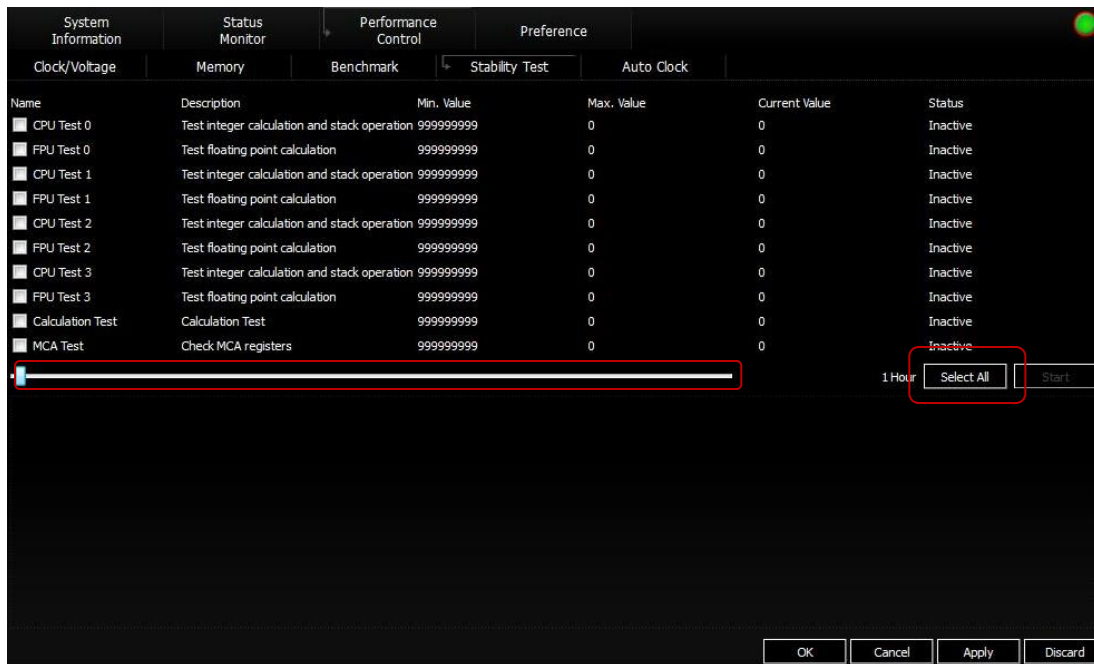 System Information
Status Monitor
Performance Control
Preference
Clock/Voltage Memory Benchmark Stability Test Auto Clock
Name Description Min. Value Max. Value Current Value Status
CPU Test 0 Test integer calculation and stack operation 999999999 0 0 Inactive
FPU Test 0 Test floating point calculation 999999999 0 0 Inactive
CPU Test 1 Test integer calculation and stack operation 999999999 0 0 Inactive
FPU Test 1 Test floating point calculation 999999999 0 0 Inactive
CPU Test 2 Test integer calculation and stack operation 999999999 0 0 Inactive
FPU Test 2 Test floating point calculation 999999999 0 0 Inactive
CPU Test 3 Test integer calculation and stack operation 999999999 0 0 Inactive
FPU Test 3 Test floating point calculation 999999999 0 0 Inactive
Calculation Test Calculation Test 999999999 0 0 Inactive
MCA Test Check MCA registers 999999999 0 0 Inactive
1 Hour Select All Start
OK Cancel Apply Discard